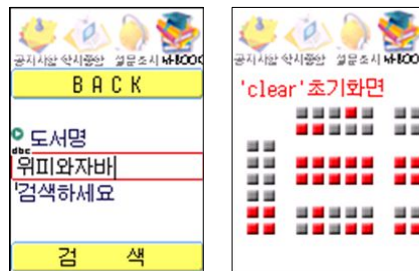 공지사항 학사종합 설문조사 M-BOOK
BACK
도서명
abc
위피와자바
'검색하세요
검 색
공지사항 학사종합 설문조사 M-BOOK
'clear'초기화면